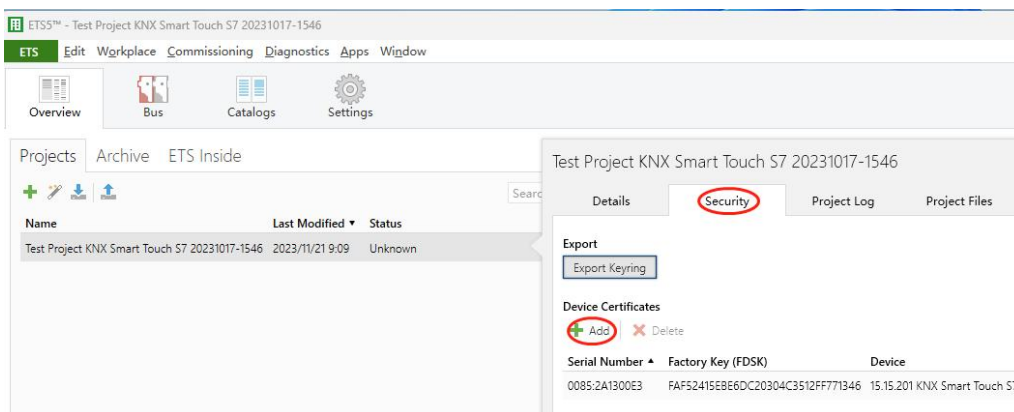 ETS5™ - Test Project KNX Smart Touch S7 20231017-1546
ETS Edit Workplace Commissioning Diagnostics Apps Window
Overview Bus Catalogs Settings
Projects Archive ETS Inside
Searc
Name Last Modified Status
Test Project KNX Smart Touch S7 20231017-1546 2023/11/21 9:09 Unknown
Test Project KNX Smart Touch S7 20231017-1546
Details Security Project Log Project Files
Export
Export Keyring
Device Certificates
Add Delete
Serial Number Factory Key (FDSK) Device
0085:2A1300E3 FAF52415EBE6DC20304C3512FF771346 15.15.201 KNX Smart Touch S7